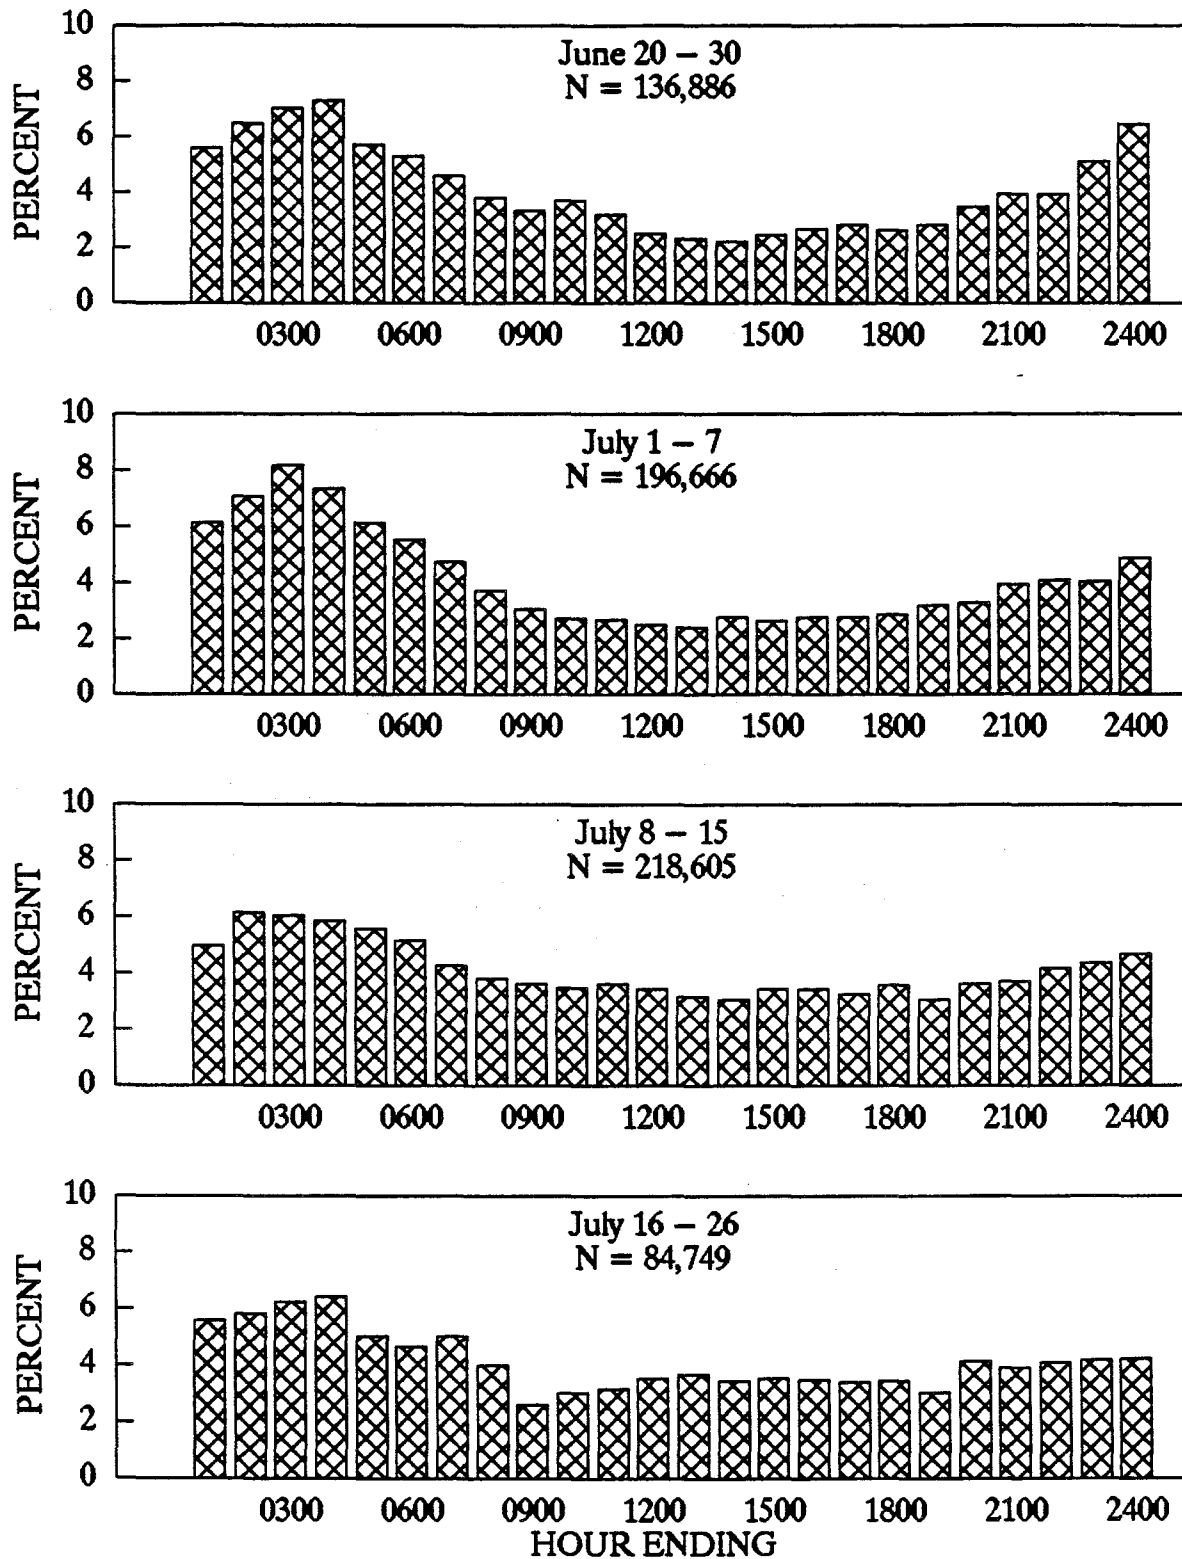 June 20 – 30
N = 136,886
PERCENT
10
8
6
4
2
0
0300 0600 0900 1200 1500 1800 2100 2400
July 1 – 7
N = 196,666
PERCENT
10
8
6
4
2
0
0300 0600 0900 1200 1500 1800 2100 2400
July 8 – 15
N = 218,605
PERCENT
10
8
6
4
2
0
0300 0600 0900 1200 1500 1800 2100 2400
July 16 – 26
N = 84,749
PERCENT
10
8
6
4
2
0
0300 0600 0900 1200 1500 1800 2100 2400
HOUR ENDING